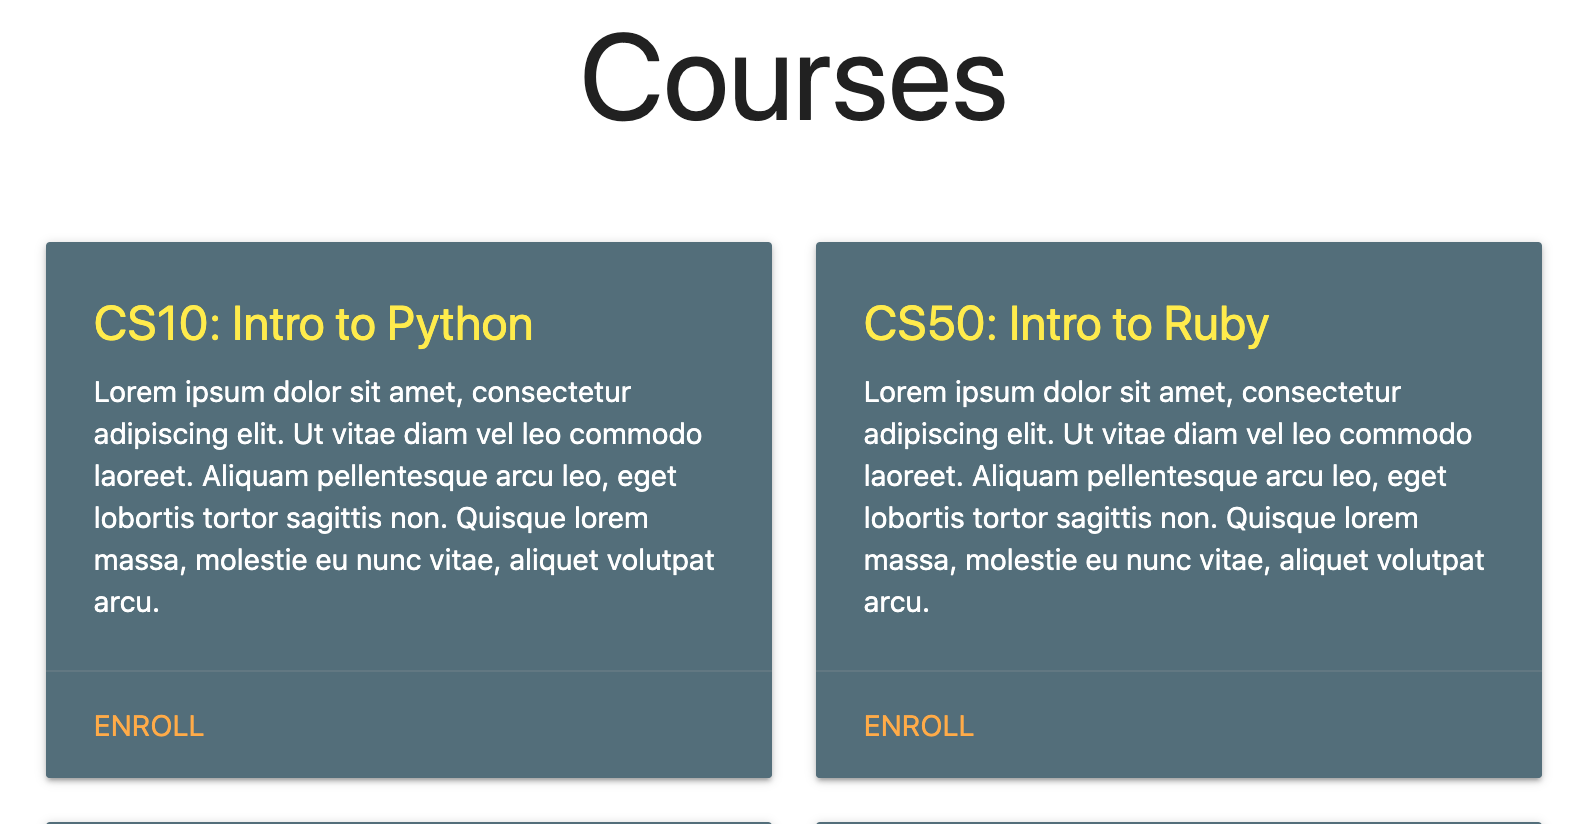 Courses
CS10: Intro to Python
Lorem ipsum dolor sit amet, consectetur
adipiscing elit. Ut vitae diam vel leo commodo
laoreet. Aliquam pellentesque arcu leo, eget
lobortis tortor sagittis non. Quisque lorem
massa, molestie eu nunc vitae, aliquet volutpat
arcu.
ENROLL
CS50: Intro to Ruby
Lorem ipsum dolor sit amet, consectetur
adipiscing elit. Ut vitae diam vel leo commodo
laoreet. Aliquam pellentesque arcu leo, eget
lobortis tortor sagittis non. Quisque lorem
massa, molestie eu nunc vitae, aliquet volutpat
arcu.
ENROLL